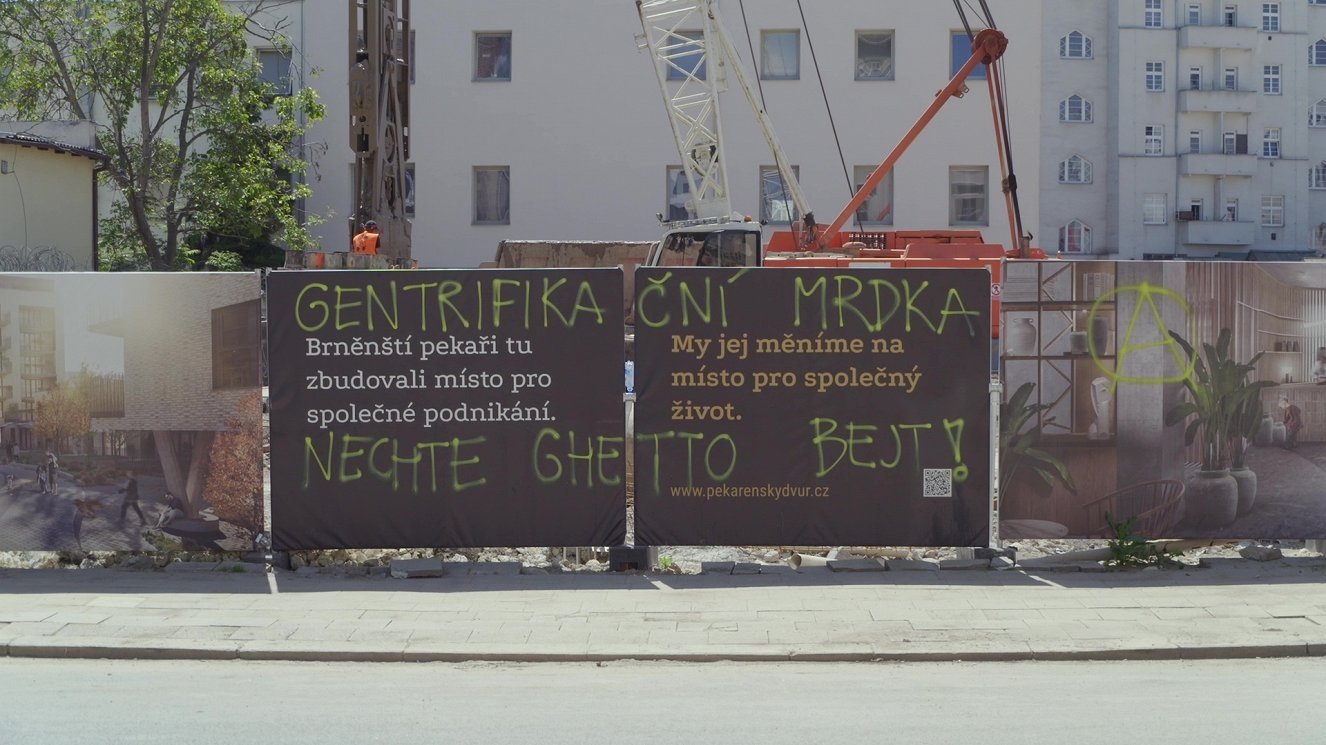 GENTRIFIKAČNÍ MRDKA
Brněnští pekaři tu
zbudovali místo pro
společné podnikání.
My jej měníme na
místo pro společný
život.
NECHTE GHETTO BEJT!
www.pekarenskydvur.cz
A